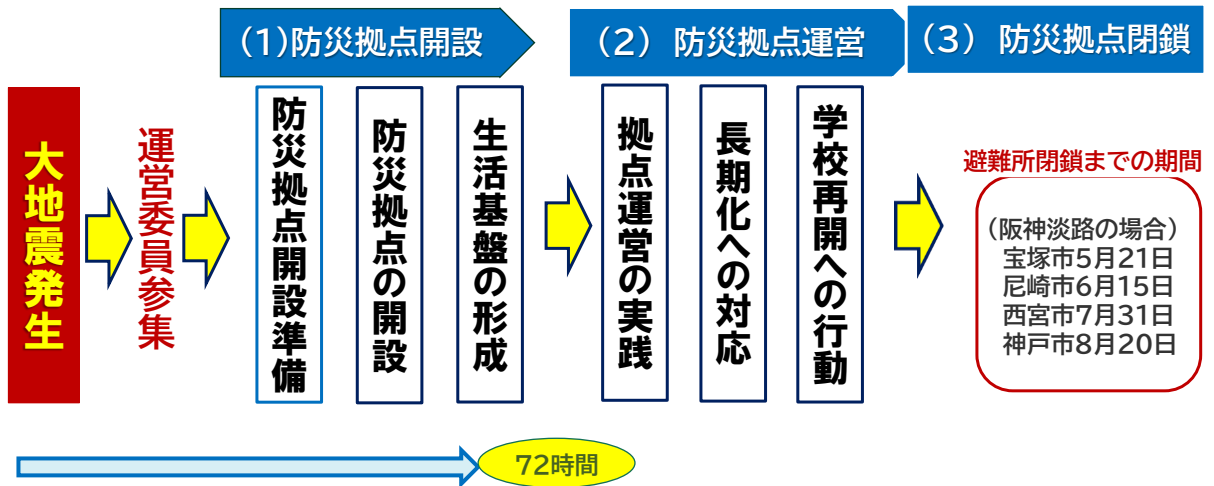 (1)防災拠点開設
(2) 防災拠点運営
(3) 防災拠点閉鎖
大地震発生
運営委員参集
防災拠点開設準備
防災拠点の開設
生活基盤の形成
拠点運営の実践
長期化への対応
学校再開への行動
避難所閉鎖までの期間
(阪神淡路の場合)
宝塚市5月21日
尼崎市6月15日
西宮市7月31日
神戸市8月20日
72時間